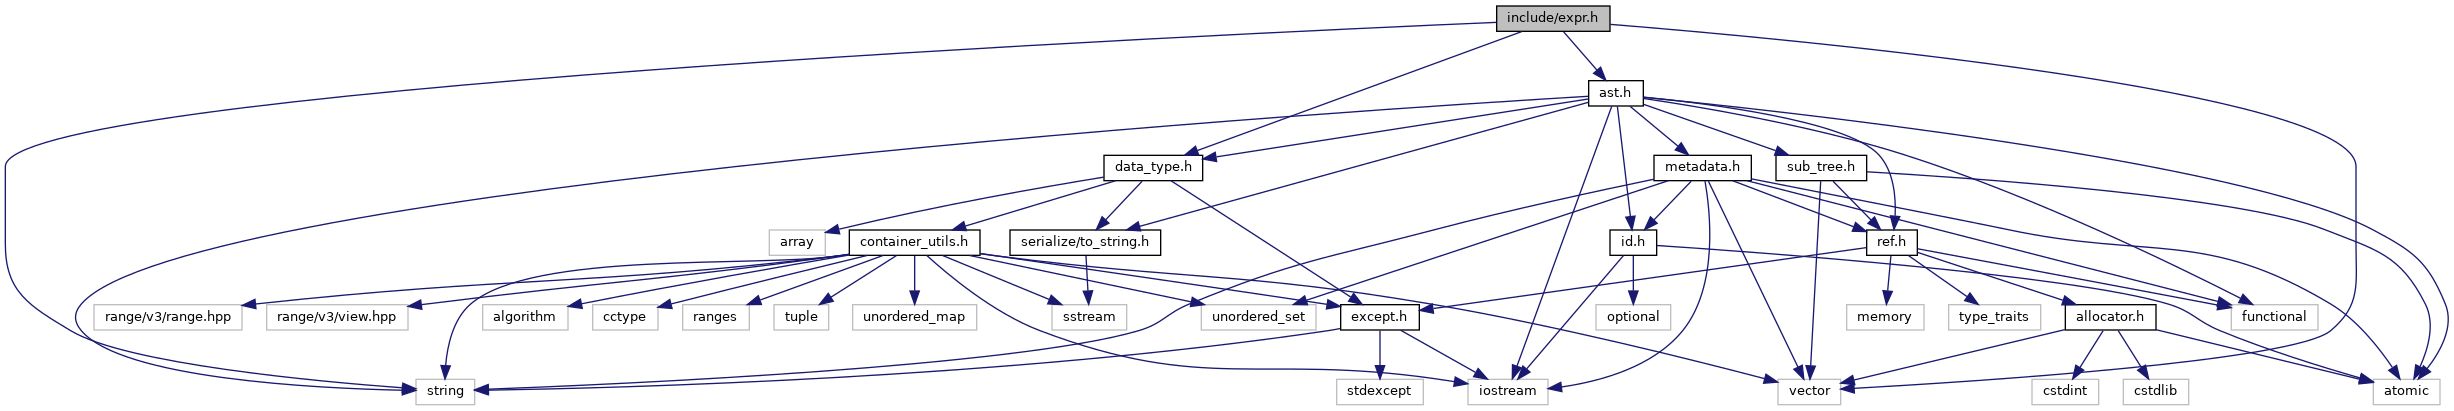 include/expr.h
ast.h
data_type.h
metadata.h
sub_tree.h
array
container_utils.h
serialize/to_string.h
id.h
ref.h
range/v3/range.hpp
range/v3/view.hpp
algorithm
cctype
ranges
tuple
unordered_map
sstream
unordered_set
except.h
optional
memory
type_traits
allocator.h
functional
string
stdexcept
iostream
vector
cstdint
cstdlib
atomic